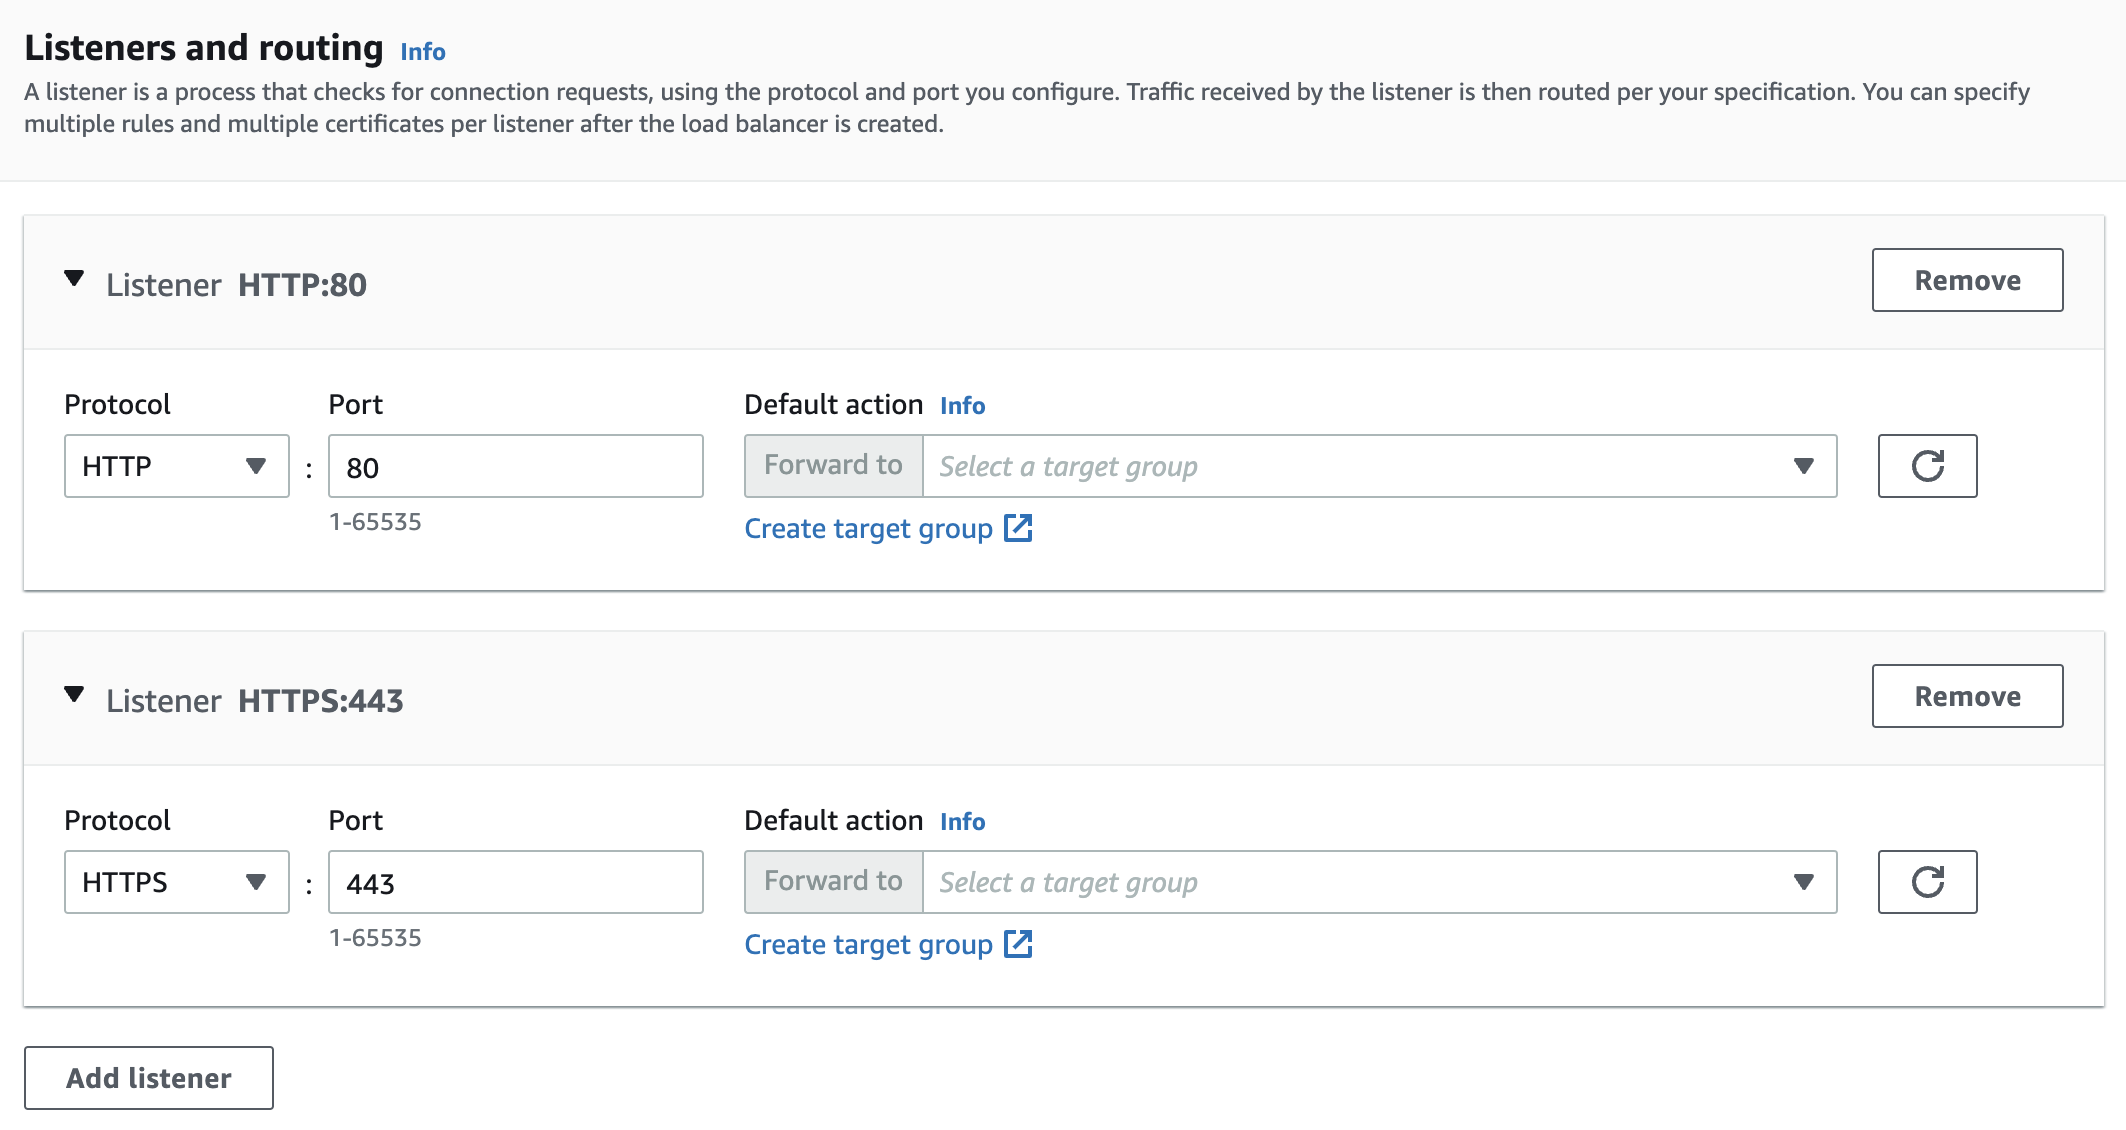 Listeners and routing Info
A listener is a process that checks for connection requests, using the protocol and port you configure. Traffic received by the listener is then routed per your specification. You can specify
multiple rules and multiple certificates per listener after the load balancer is created.
Listener HTTP:80
Remove
Protocol Port Default action Info
HTTP : 80 Forward to Select a target group
1-65535
Create target group
Listener HTTPS:443
Remove
Protocol Port Default action Info
HTTPS : 443 Forward to Select a target group
1-65535
Create target group
Add listener